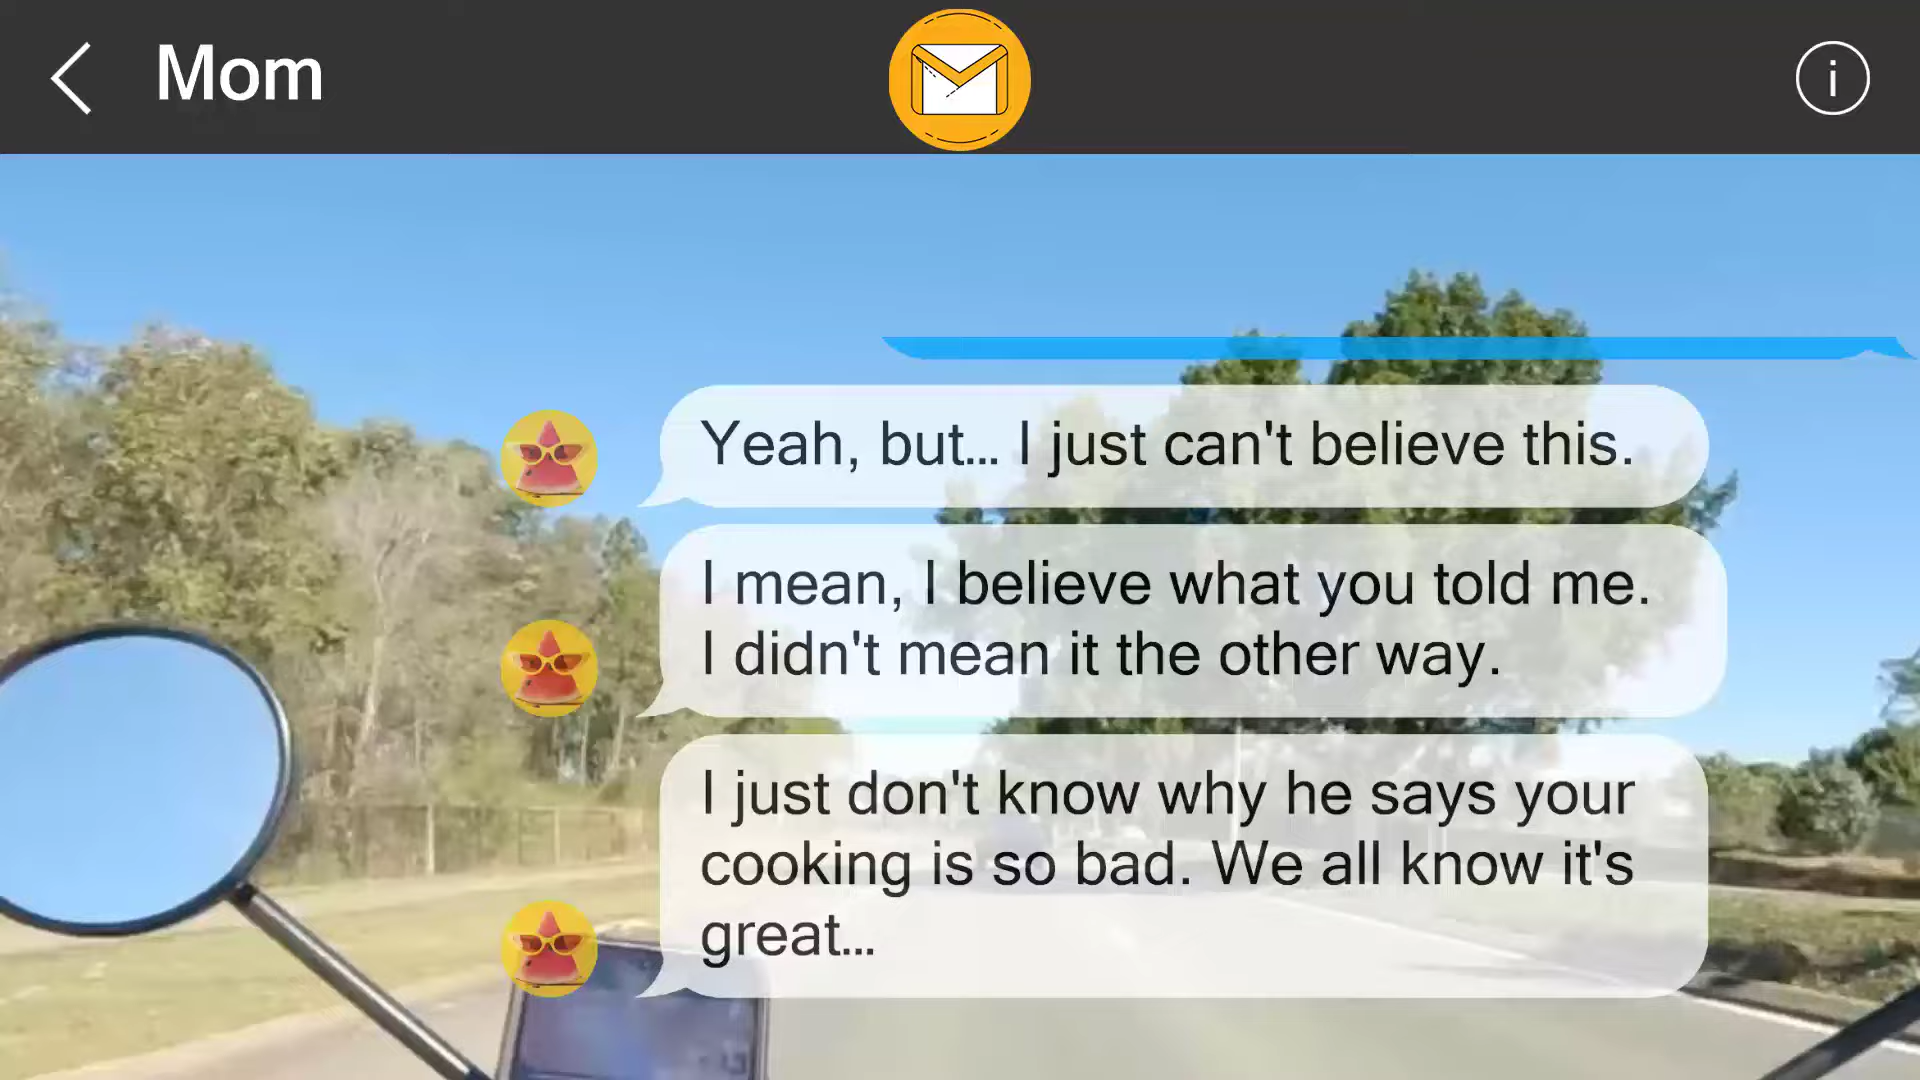 Mom
i
Yeah, but... I just can't believe this.
I mean, I believe what you told me.
I didn't mean it the other way.
I just don't know why he says your
cooking is so bad. We all know it's
great...